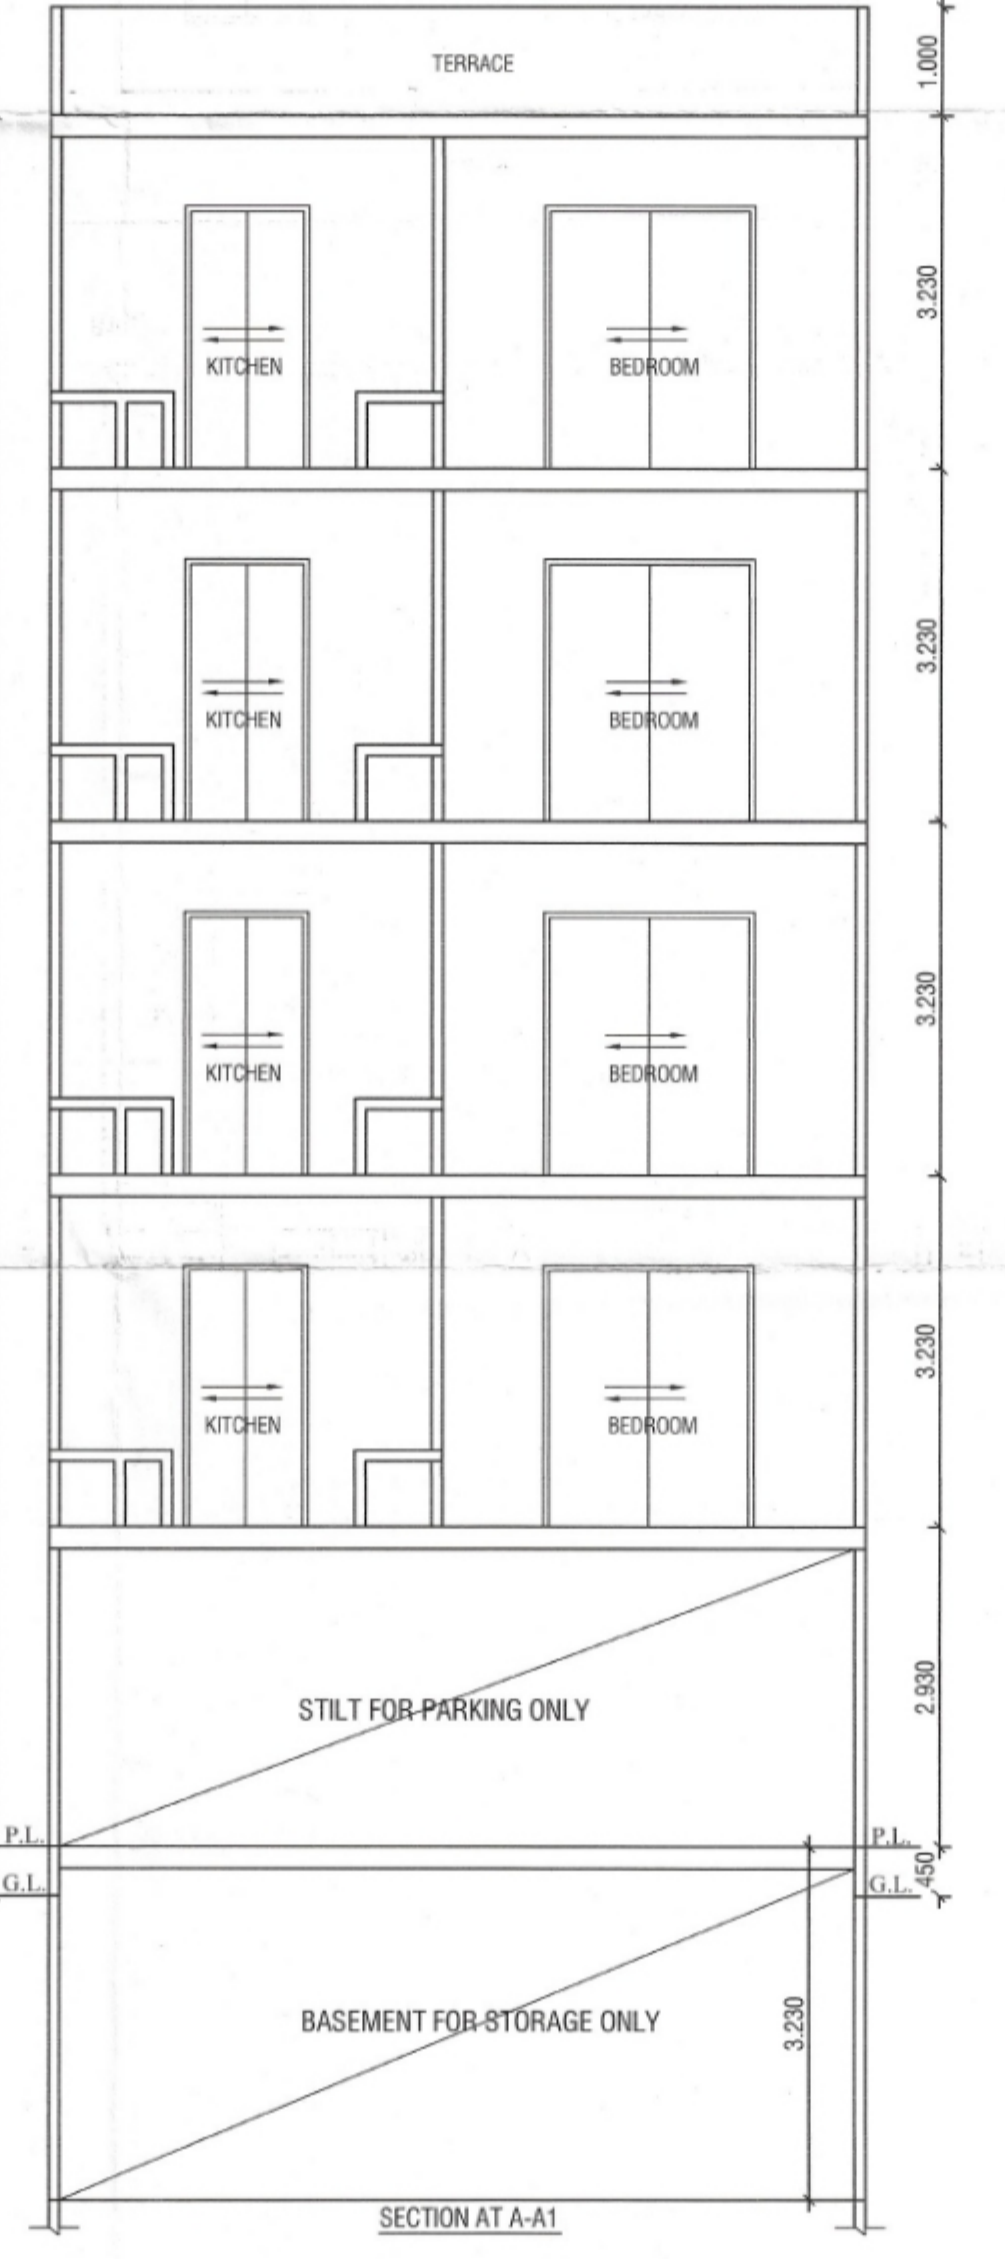 TERRACE
1.000
3.230
KITCHEN
BEDROOM
3.230
KITCHEN
BEDROOM
3.230
KITCHEN
BEDROOM
3.230
KITCHEN
BEDROOM
2.930
STILT FOR PARKING ONLY
P.L.
P.L.
450
G.L.
G.L.
BASEMENT FOR STORAGE ONLY
3.230
SECTION AT A-A1